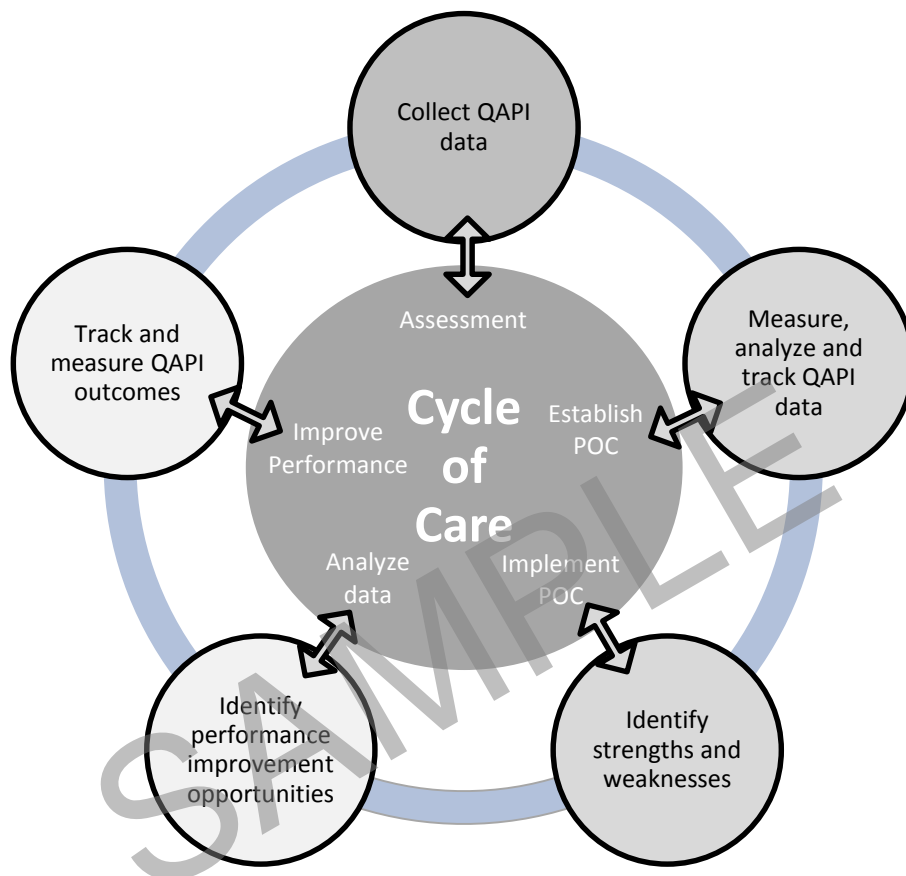 Collect QAPI
data
Assessment
Measure,
analyze and
track QAPI
data
Establish
POC
Implement
POC
Identify
strengths and
weaknesses
Analyze
data
Identify
performance
improvement
opportunities
Improve
Performance
Track and
measure QAPI
outcomes
Cycle
of
Care
SAMPLE